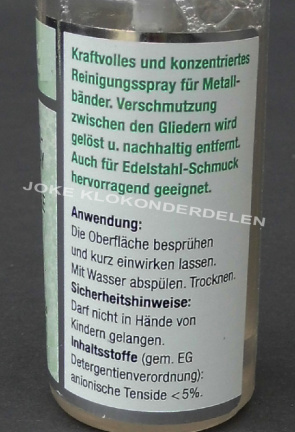 Kraftvolles und konzentriertes
Reinigungsspray für Metall-
bänder. Verschmutzung
zwischen den Gliedern wird
gelöst u. nachhaltig entfernt.
Auch für Edelstahl-Schmuck
hervorragend geeignet.
JOKE KLOKONDERDELEN
Anwendung:
Die Oberfläche besprühen
und kurz einwirken lassen.
Mit Wasser abspülen. Trocknen.
Sicherheitshinweise:
Darf nicht in Hände von
Kindern gelangen.
Inhaltsstoffe (gem. EG
Detergentienverordnung):
anionische Tenside <5%.